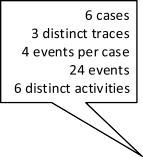 6 cases
3 distinct traces
4 events per case
24 events
6 distinct activities